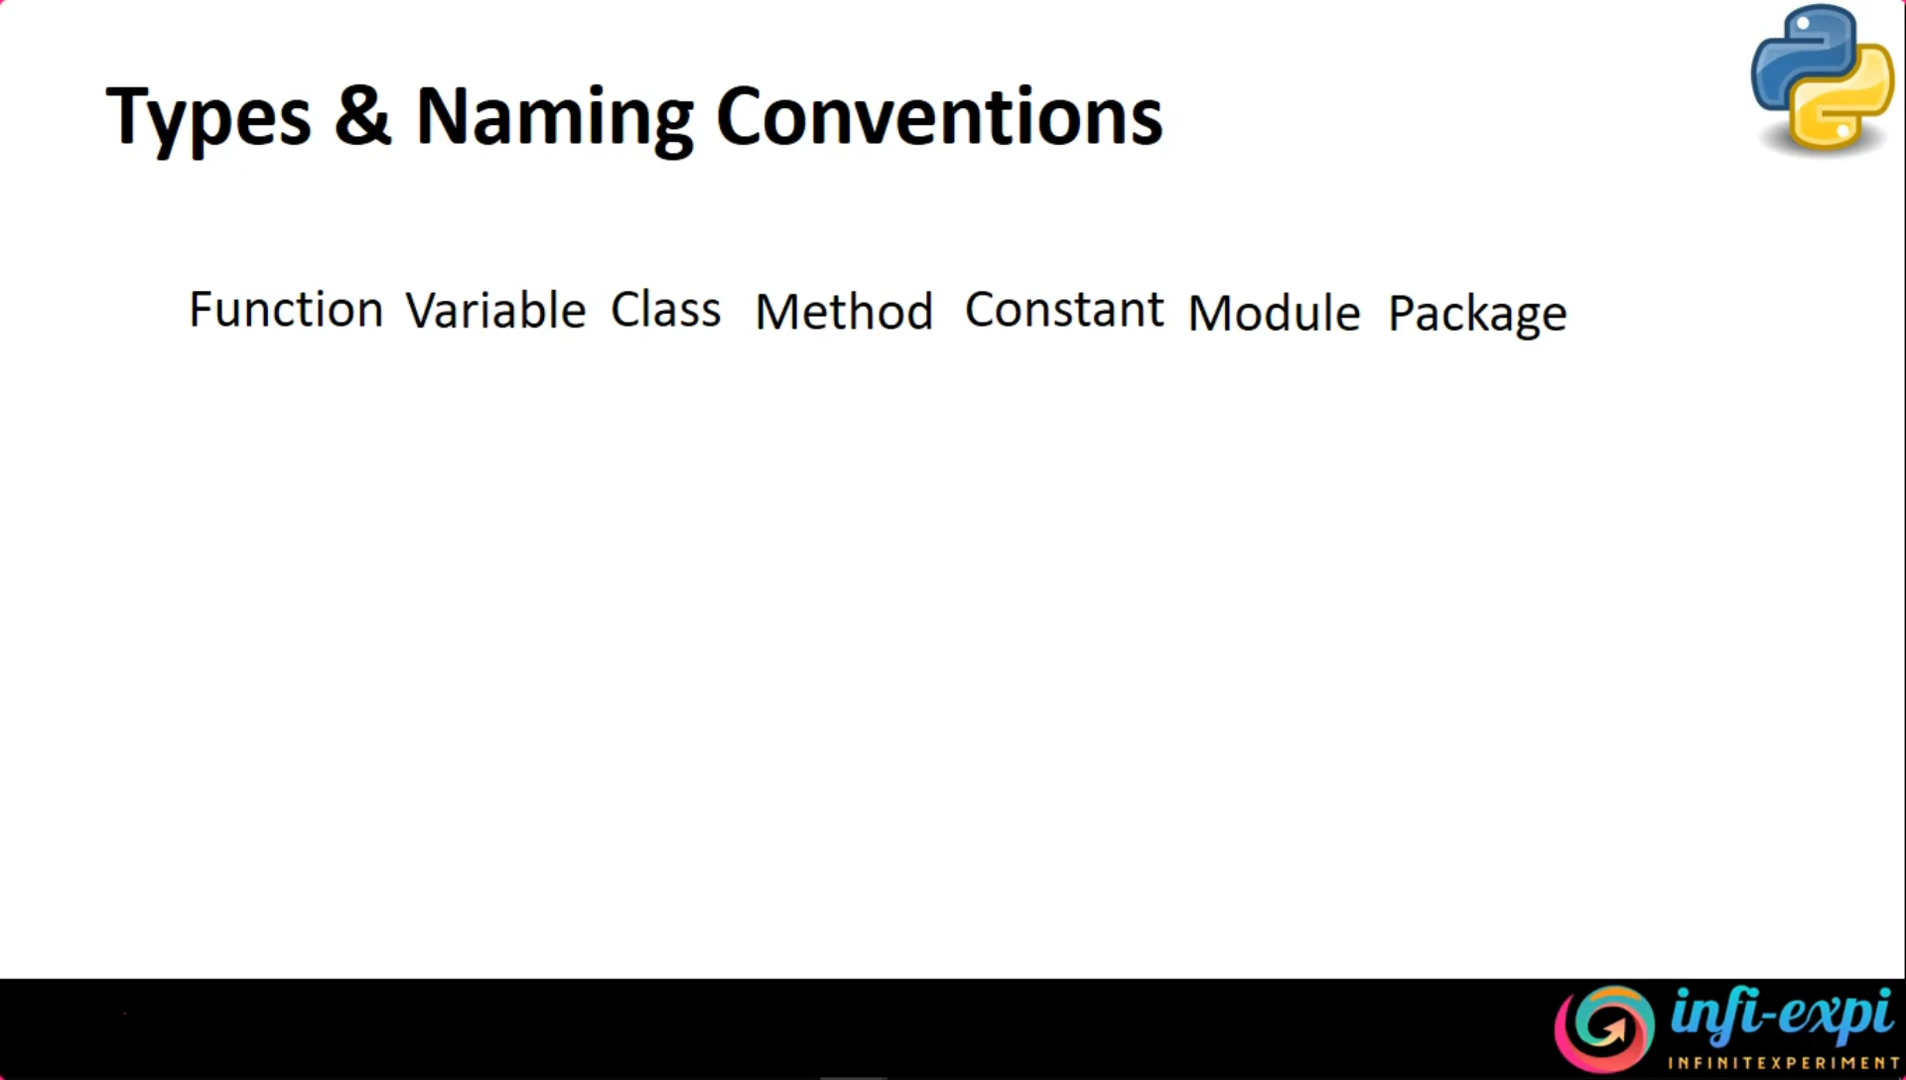 Types & Naming Conventions
Function Variable Class Method Constant Module Package
infi-expi
INFINITEXPERIMENT